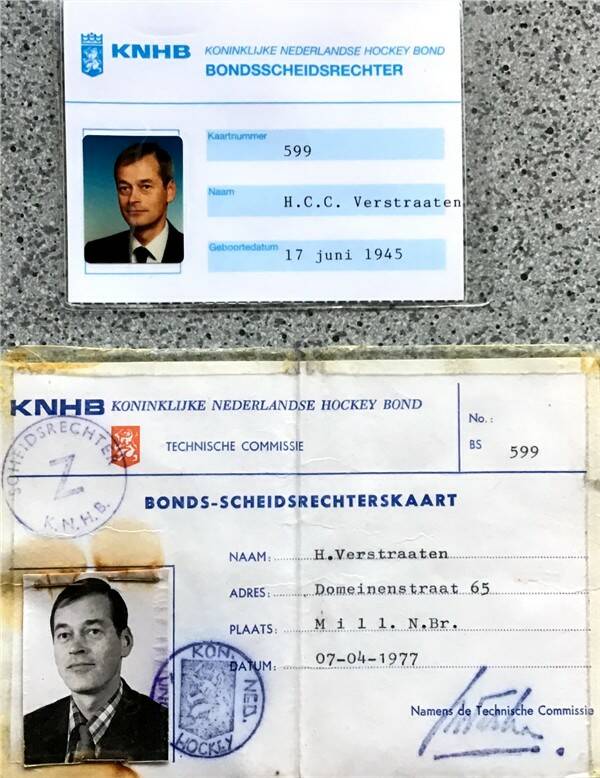 KNHB KONINKLIJKE NEDERLANDSE HOCKEY BOND
BONDSSCHEIDSRECHTER
Kaartnummer
599
Naam
H.C.C. Verstraaten
Geboortedatum
17 juni 1945
KNHB KONINKLIJKE NEDERLANDSE HOCKEY BOND
No.:
BS 599
TECHNISCHE COMMISSIE
SCHEIDSRECHTER
Z
K.N.H.B.
BONDS-SCHEIDSRECHTERSKAART
NAAM: H.Verstraaten
ADRES: Domeinenstraat 65
PLAATS: M i l l. N.Br.
DATUM: 07-04-1977
KON. NED. HOCKEY
Namens de Technische Commissie